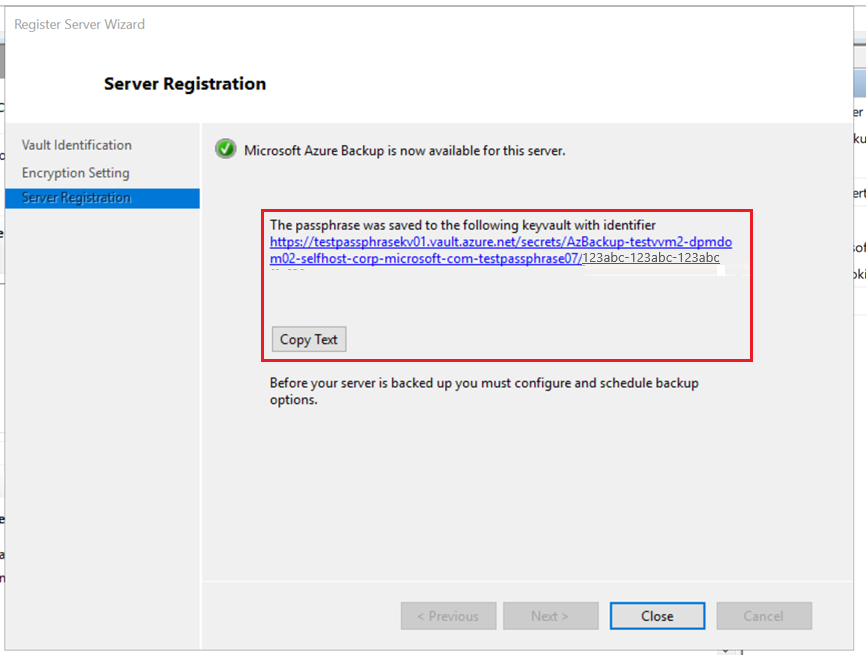 Register Server Wizard
Server Registration
Vault Identification
Encryption Setting
Server Registration
Microsoft Azure Backup is now available for this server.
The passphrase was saved to the following keyvault with identifier
https://testpassphrasekv01.vault.azure.net/secrets/AzBackup-testvvm2-dpmdo
m02-selfhost-corp-microsoft-com-testpassphrase07/123abc-123abc-123abc
Copy Text
Before your server is backed up you must configure and schedule backup
options.
< Previous
Next >
Close
Cancel